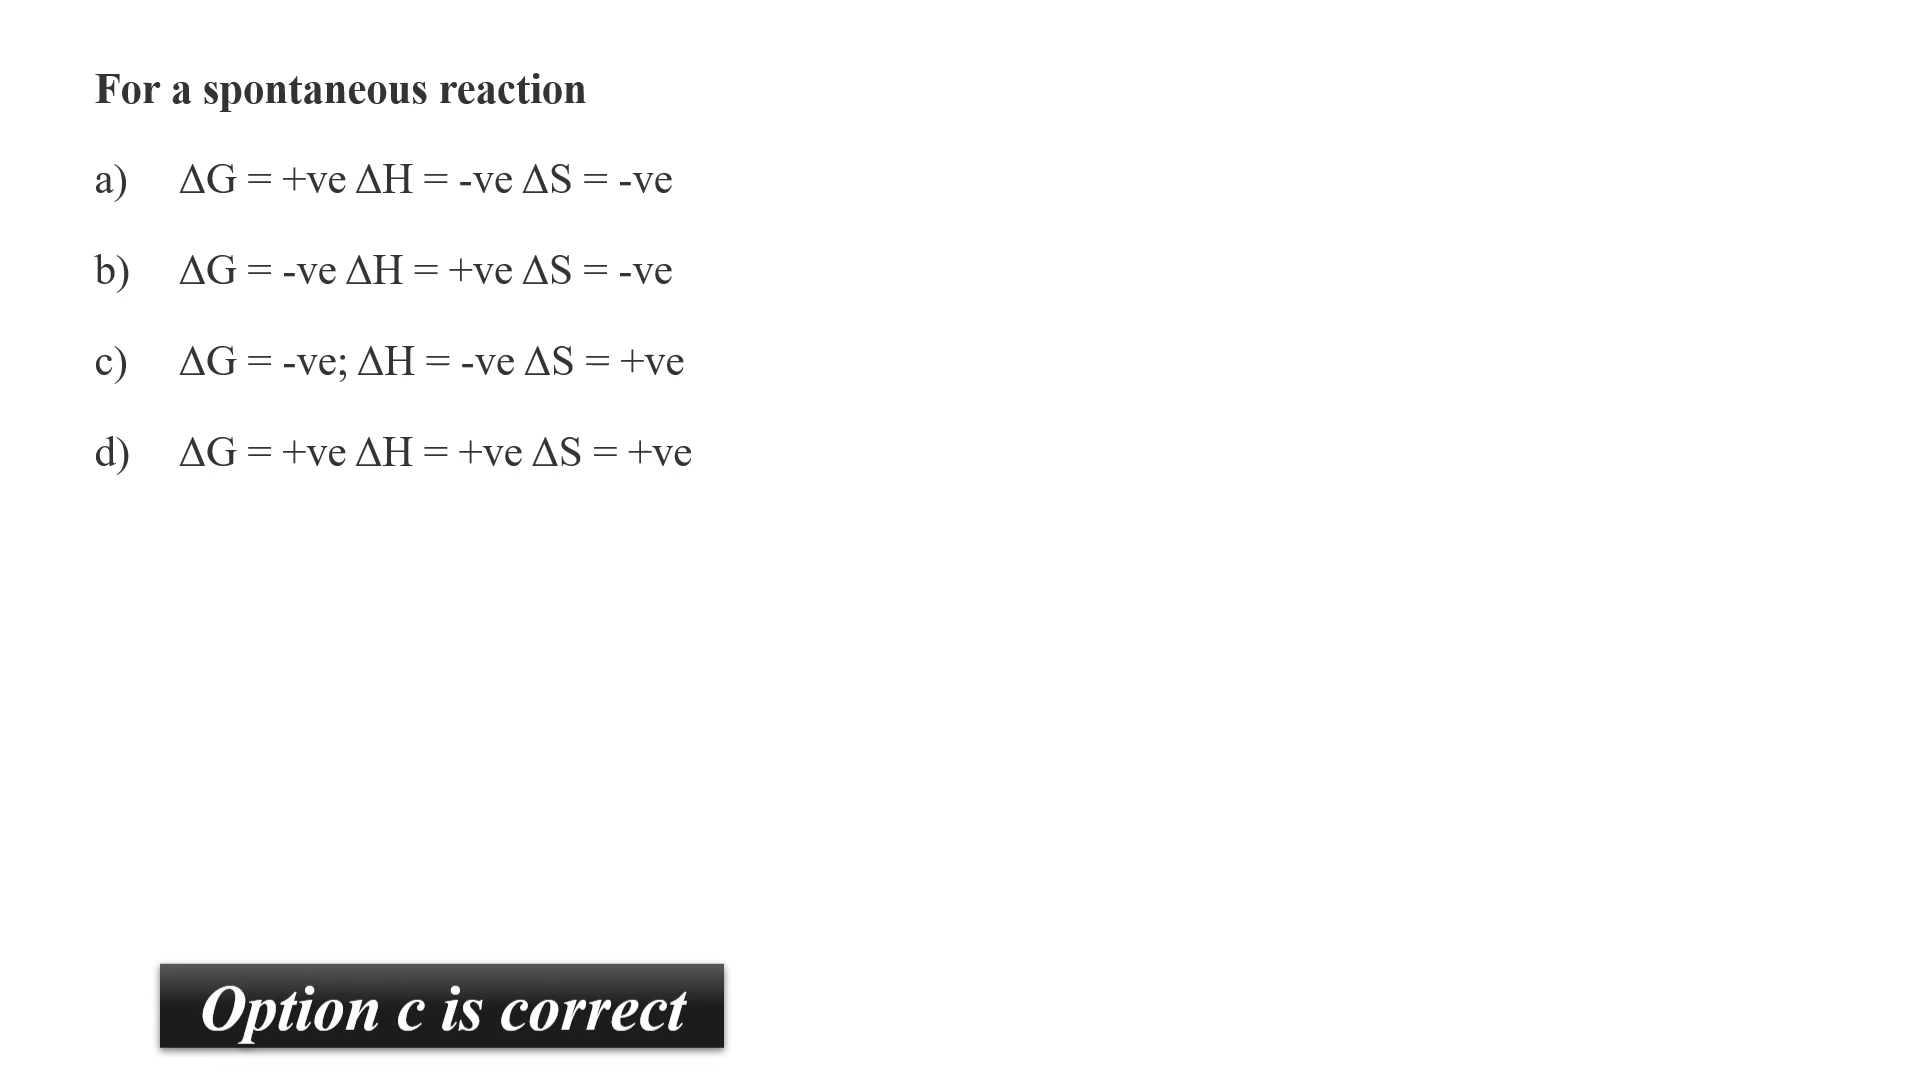 For a spontaneous reaction
a) ΔG = +ve ΔH = -ve ΔS = -ve
b) ΔG = -ve ΔH = +ve ΔS = -ve
c) ΔG = -ve; ΔH = -ve ΔS = +ve
d) ΔG = +ve ΔH = +ve ΔS = +ve
Option c is correct